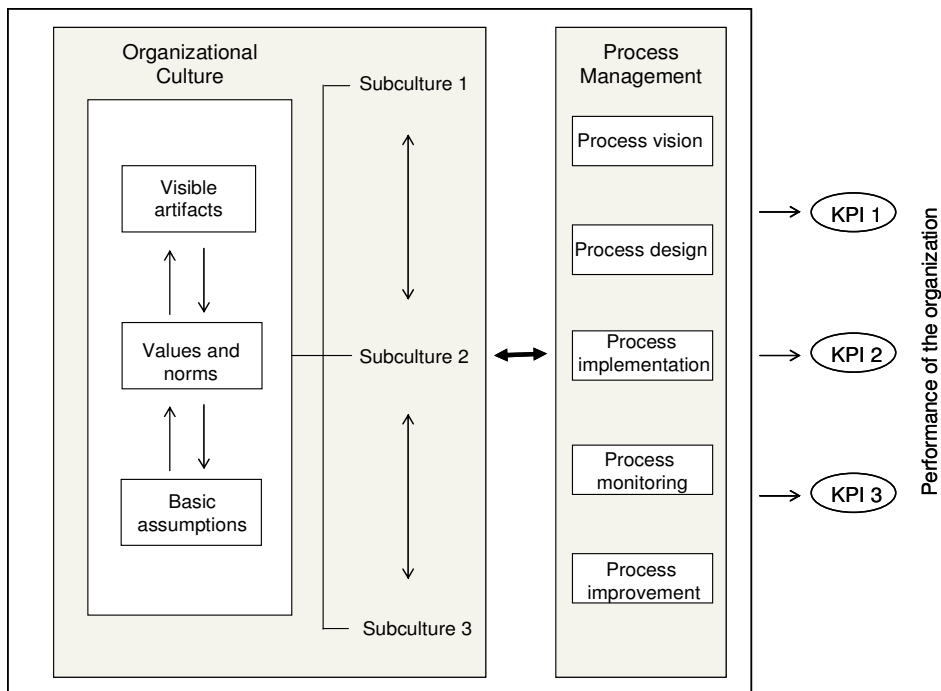 Organizational
Culture
Visible
artifacts
Values and
norms
Basic
assumptions
Subculture 1
Subculture 2
Subculture 3
Process
Management
Process vision
Process design
Process
implementation
Process
monitoring
Process
improvement
KPI 1
KPI 2
KPI 3
Performance of the organization